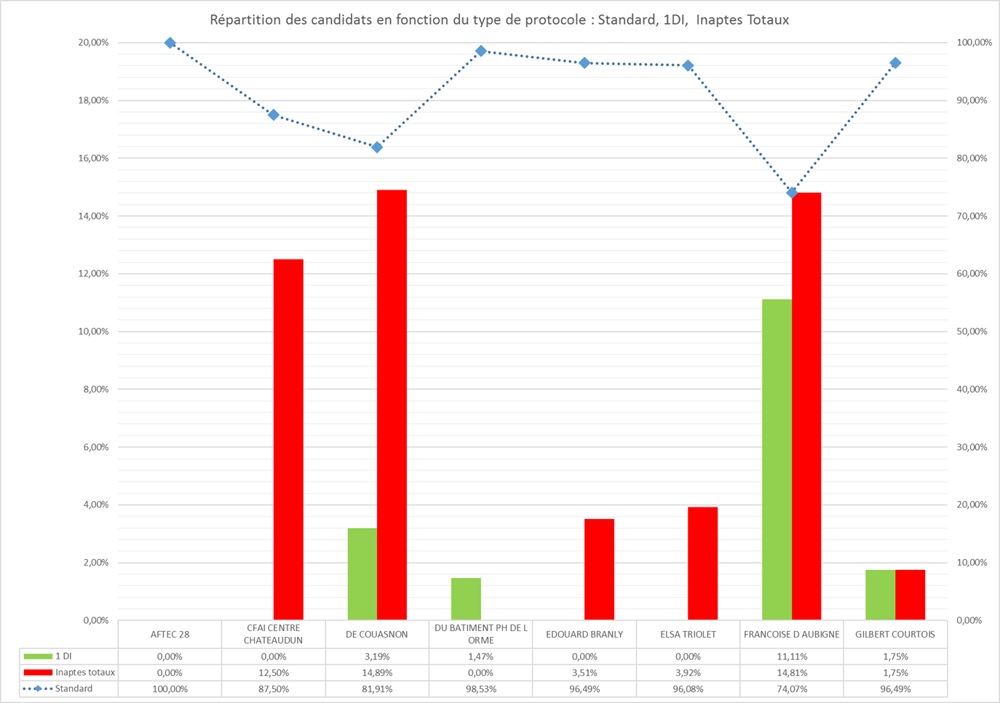 Répartition des candidats en fonction du type de protocole : Standard, 1DI,  Inaptes Totaux
20,00%
18,00%
16,00%
14,00%
12,00%
10,00%
8,00%
6,00%
4,00%
2,00%
0,00%
100,00%
90,00%
80,00%
70,00%
60,00%
50,00%
40,00%
30,00%
20,00%
10,00%
0,00%
AFTEC 28
CFAI CENTRE
CHATEAUDUN
DE COUASNON
DU BATIMENT PH DE L
ORME
EDOUARD BRANLY
ELSA TRIOLET
FRANCOISE D AUBIGNE
GILBERT COURTOIS
1 DI 0,00% 0,00% 3,19% 1,47% 0,00% 0,00% 11,11% 1,75%
Inaptes totaux 0,00% 12,50% 14,89% 0,00% 3,51% 3,92% 14,81% 1,75%
Standard 100,00% 87,50% 81,91% 98,53% 96,49% 96,08% 74,07% 96,49%